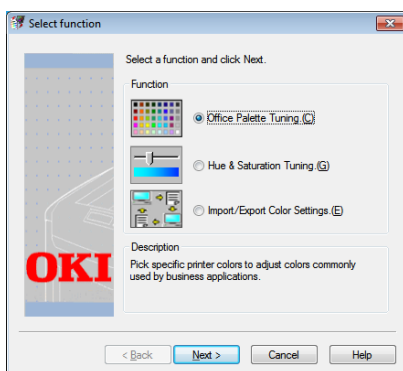 Select function
Select a function and click Next.
Function
Office Palette Tuning.(C)
Hue & Saturation Tuning.(G)
Import/Export Color Settings.(E)
Description
Pick specific printer colors to adjust colors commonly
used by business applications.
OKI
< Back
Next >
Cancel
Help